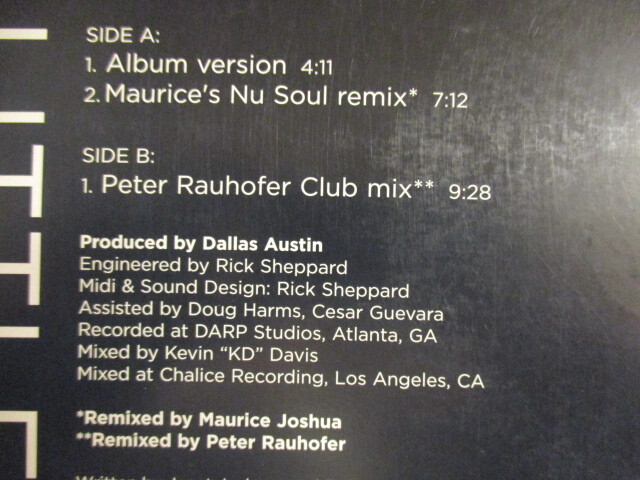 SIDE A:
1. Album version 4:11
2. Maurice's Nu Soul remix* 7:12
SIDE B:
1. Peter Rauhofer Club mix** 9:28
Produced by Dallas Austin
Engineered by Rick Sheppard
Midi & Sound Design: Rick Sheppard
Assisted by Doug Harms, Cesar Guevara
Recorded at DARP Studios, Atlanta, GA
Mixed by Kevin “KD” Davis
Mixed at Chalice Recording, Los Angeles, CA
*Remixed by Maurice Joshua
**Remixed by Peter Rauhofer